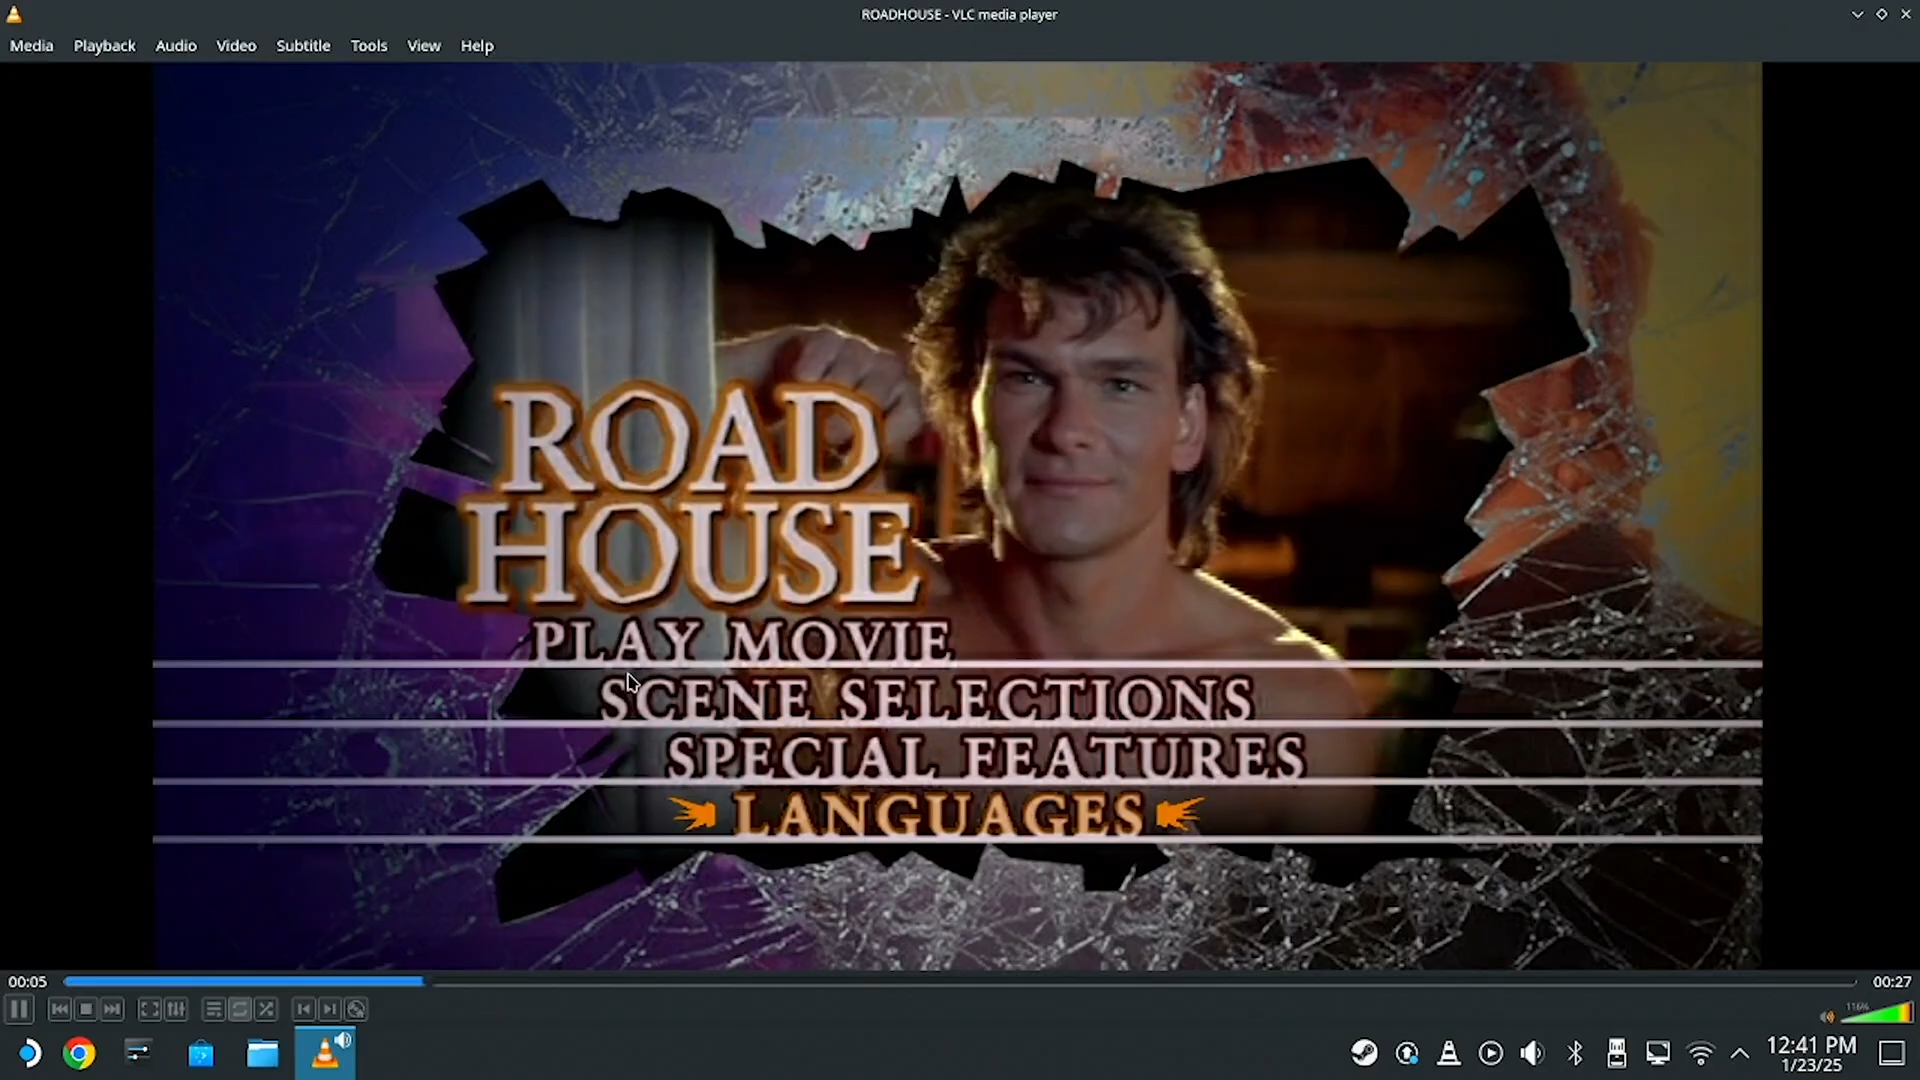 ROADHOUSE - VLC media player
Media Playback Audio Video Subtitle Tools View Help
ROAD
HOUSE
PLAY MOVIE
SCENE SELECTIONS
SPECIAL FEATURES
LANGUAGES
00:05 00:27
116%
12:41 PM
1/23/25